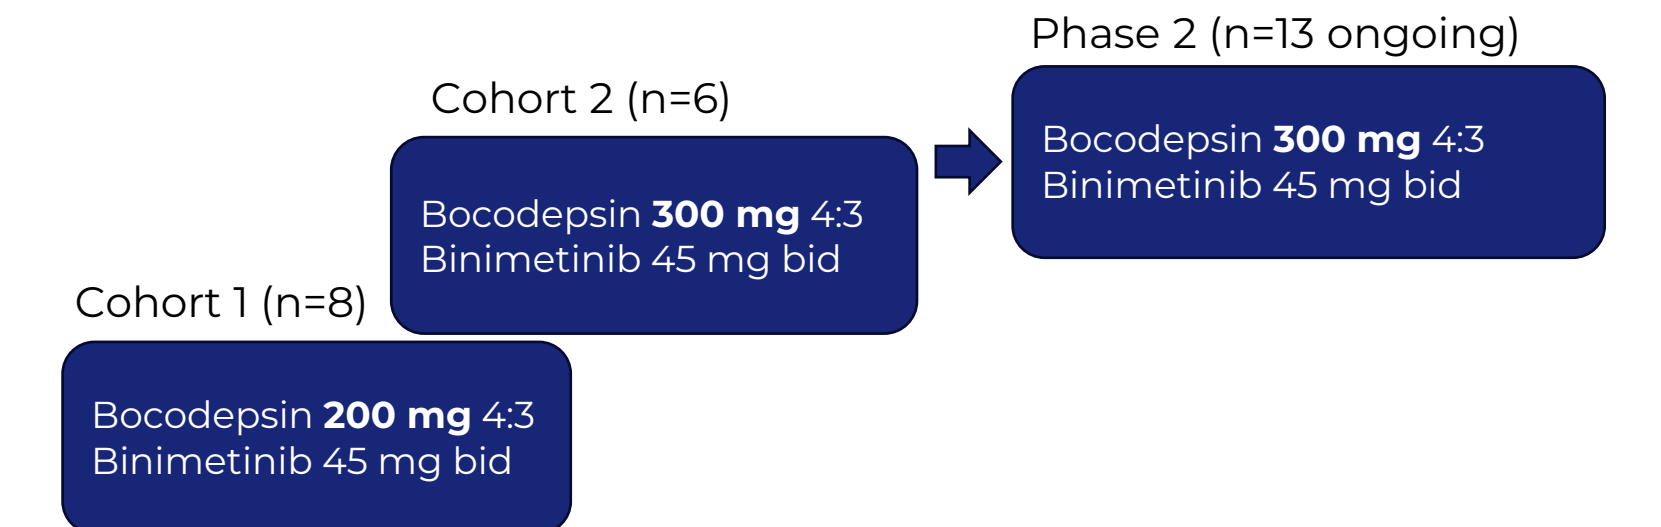 Phase 2 (n=13 ongoing)
Bocodepsin 300 mg 4:3
Binimetinib 45 mg bid
Cohort 2 (n=6)
Bocodepsin 300 mg 4:3
Binimetinib 45 mg bid
Cohort 1 (n=8)
Bocodepsin 200 mg 4:3
Binimetinib 45 mg bid